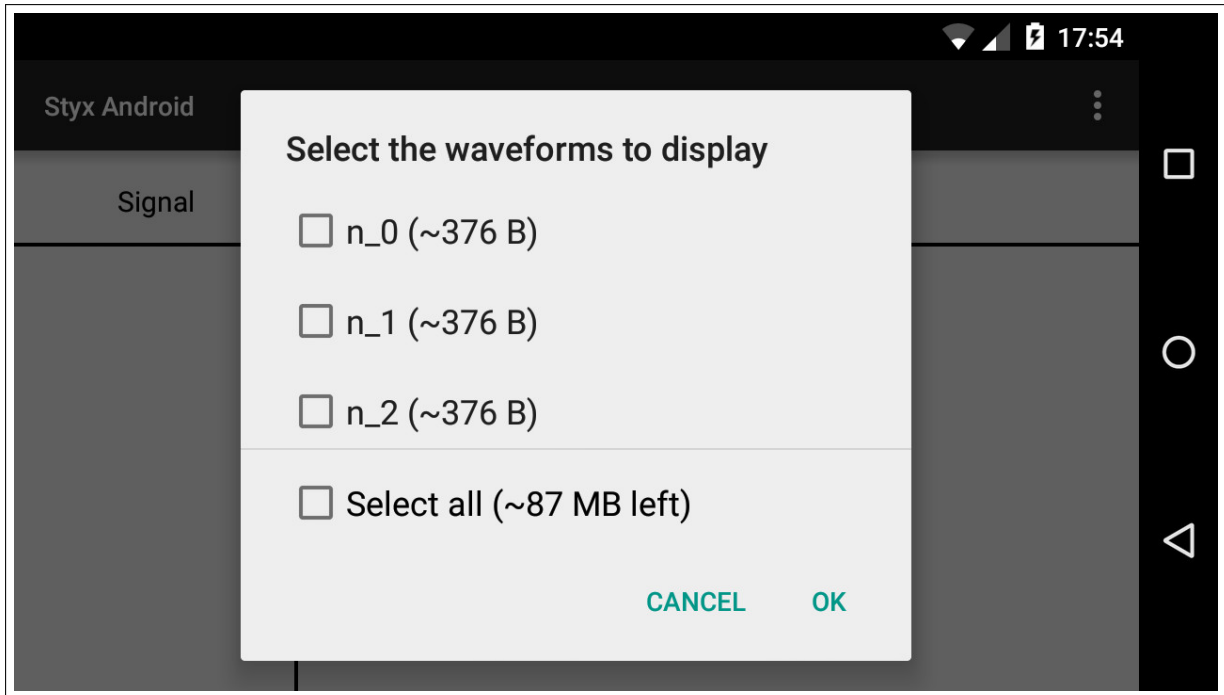 17:54
Styx Android
Select the waveforms to display
Signal
n_0 (~376 B)
n_1 (~376 B)
n_2 (~376 B)
Select all (~87 MB left)
CANCEL OK